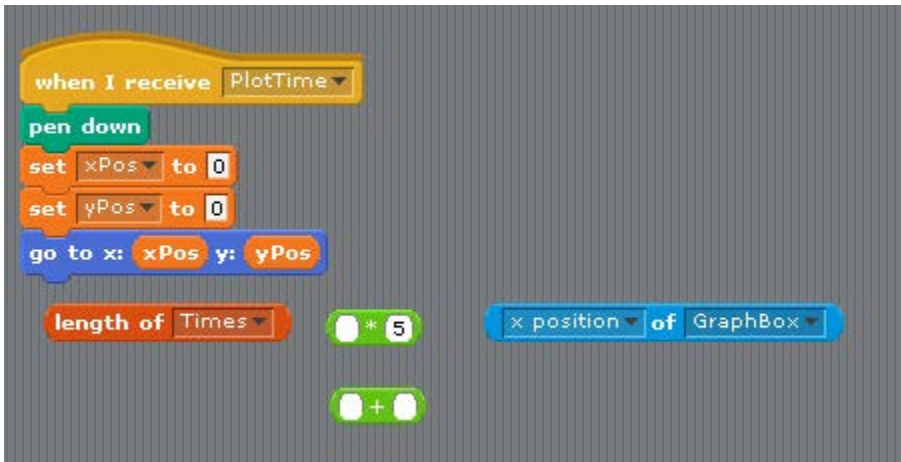 when I receive PlotTime
pen down
set xPos to 0
set yPos to 0
go to x: xPos y: yPos
length of Times * 5 x position of GraphBox
+